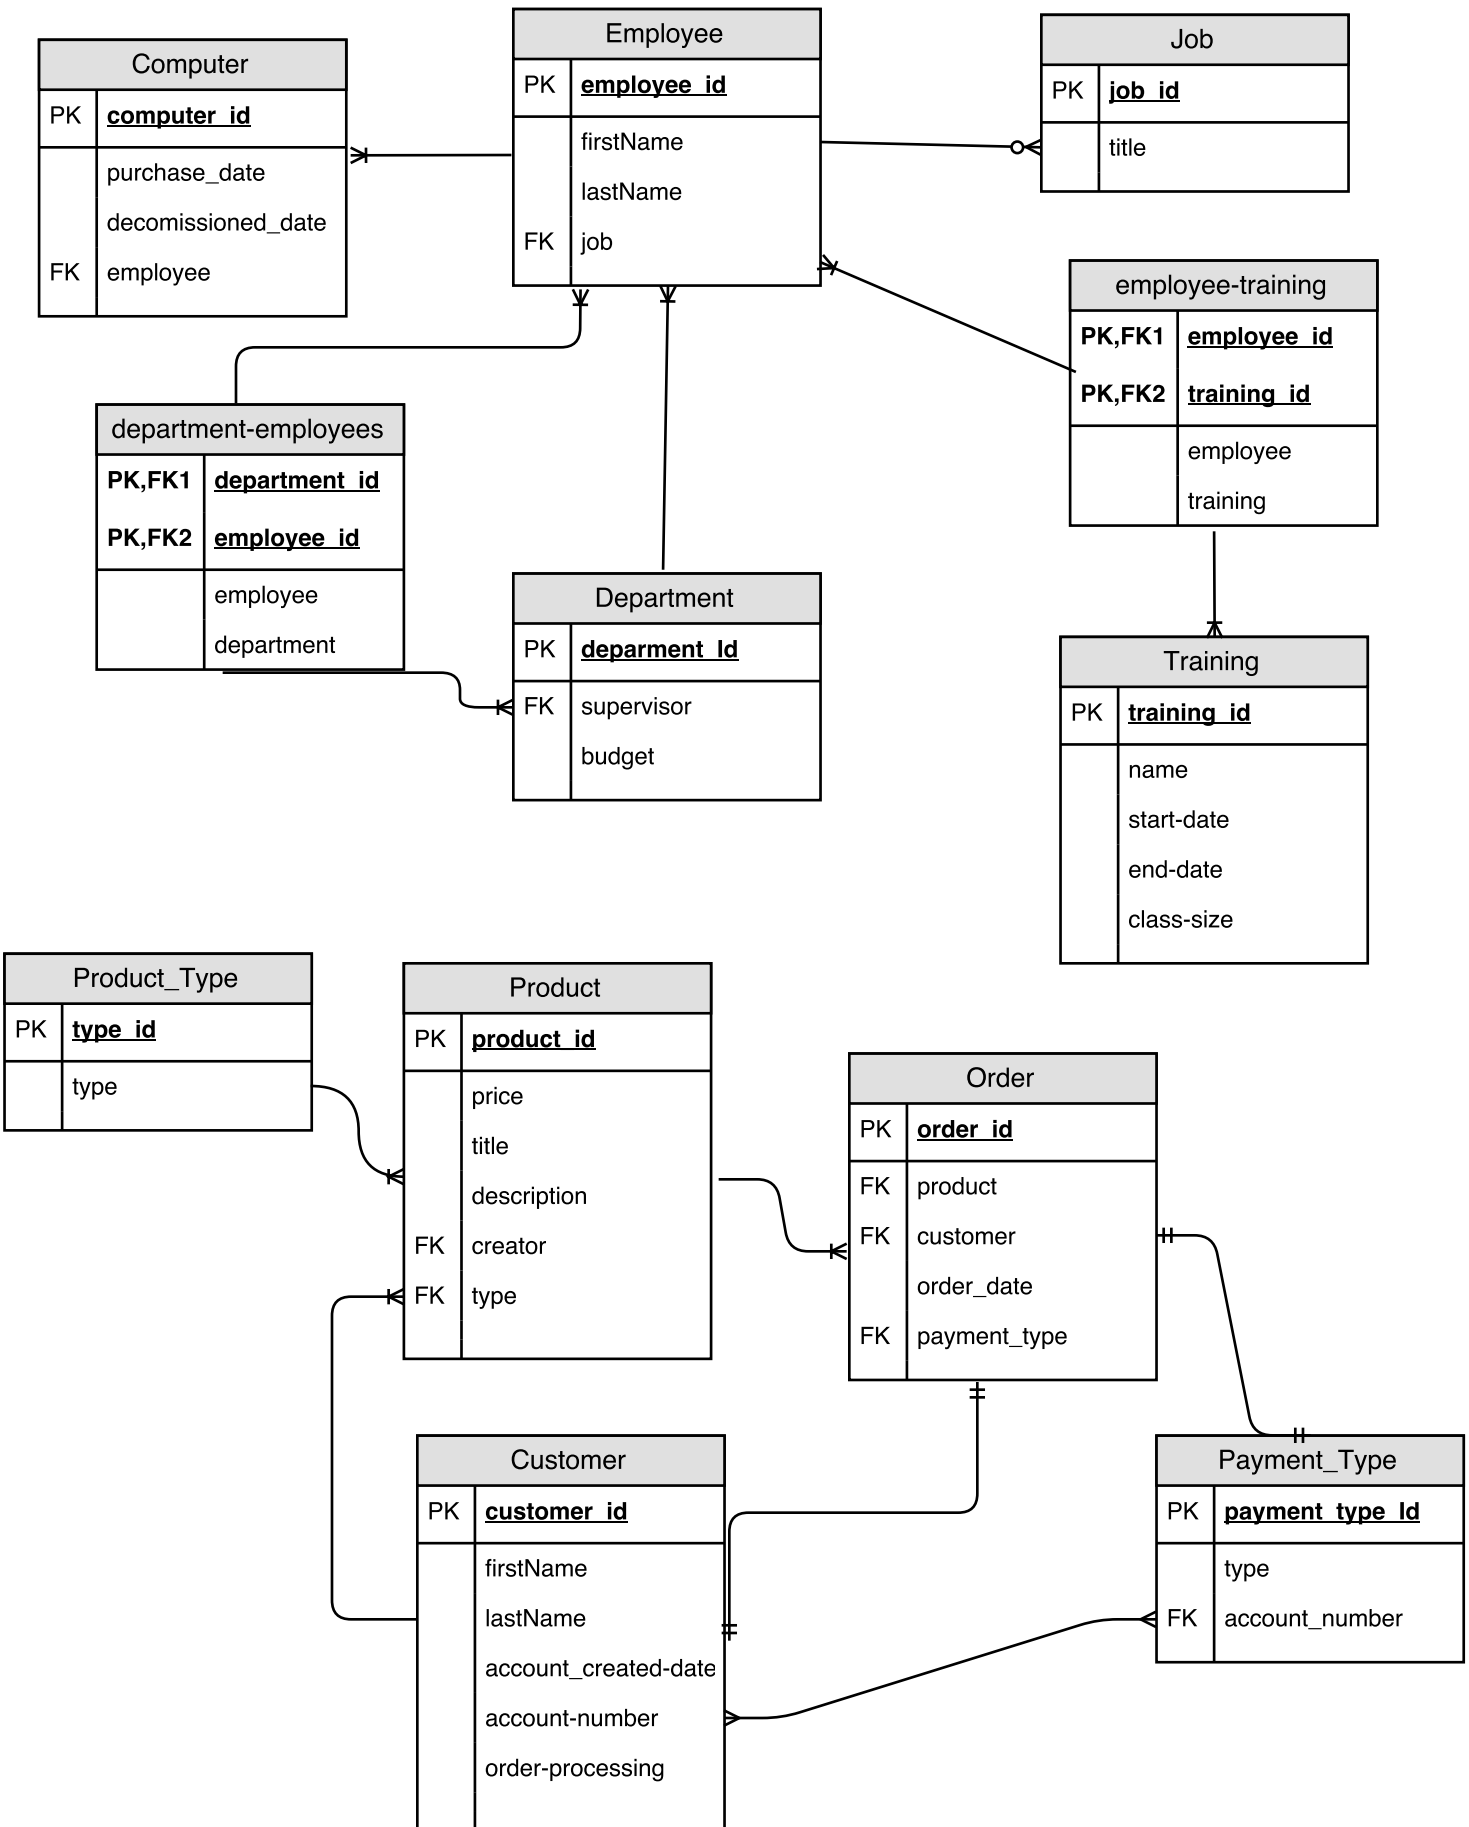 Computer
PK computer_id
purchase_date
decomissioned_date
FK employee
Employee
PK employee_id
firstName
lastName
FK job
Job
PK job_id
title
employee-training
PK,FK1 employee_id
PK,FK2 training_id
employee
training
department-employees
PK,FK1 department_id
PK,FK2 employee_id
employee
department
Department
PK deparment_Id
FK supervisor
budget
Training
PK training_id
name
start-date
end-date
class-size
Product_Type
PK type_id
type
Product
PK product_id
price
title
description
FK creator
FK type
Order
PK order_id
FK product
FK customer
order_date
FK payment_type
Customer
PK customer_id
firstName
lastName
account_created-date
account-number
order-processing
Payment_Type
PK payment_type_Id
type
FK account_number